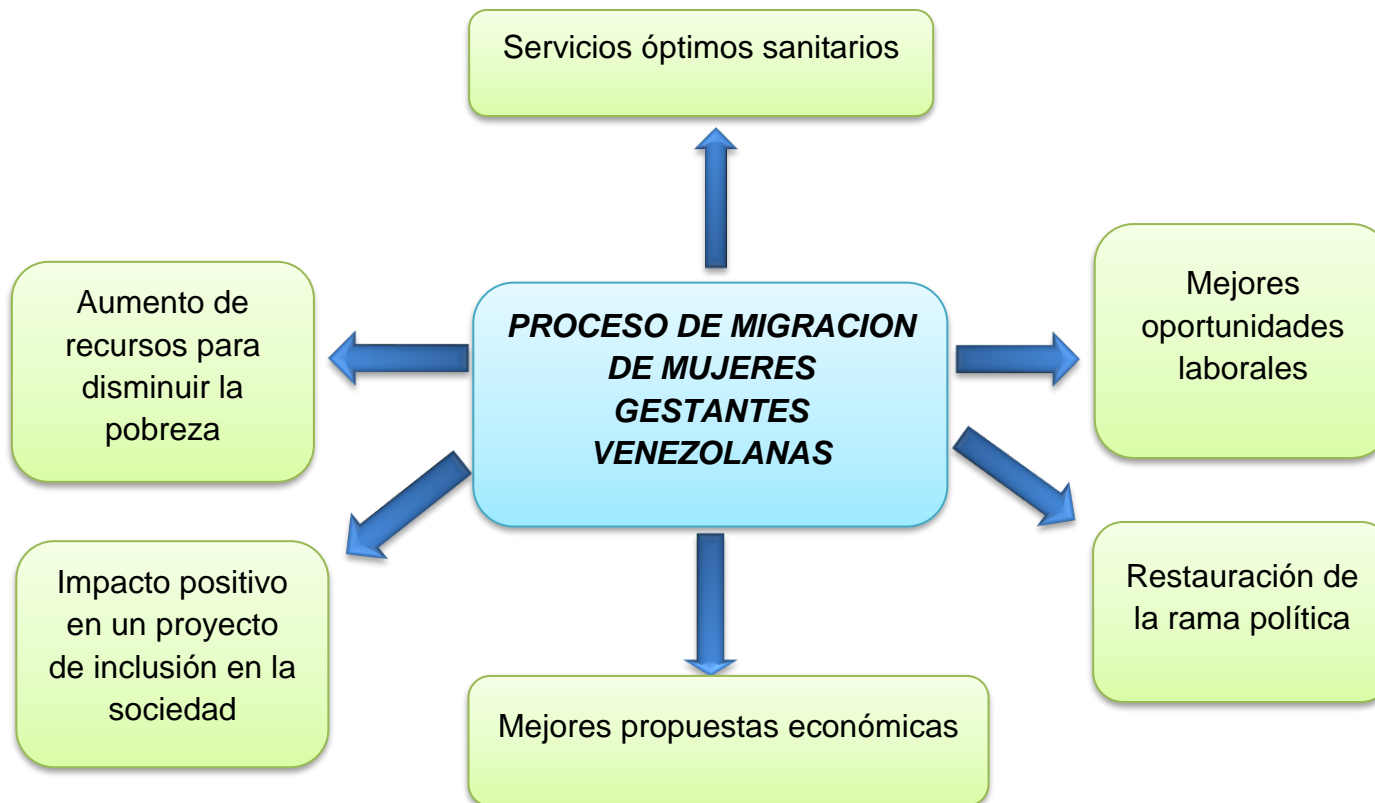 Servicios óptimos sanitarios
Aumento de
recursos para
disminuir la
pobreza
PROCESO DE MIGRACION
DE MUJERES
GESTANTES
VENEZOLANAS
Mejores
oportunidades
laborales
Impacto positivo
en un proyecto
de inclusión en la
sociedad
Restauración de
la rama política
Mejores propuestas económicas